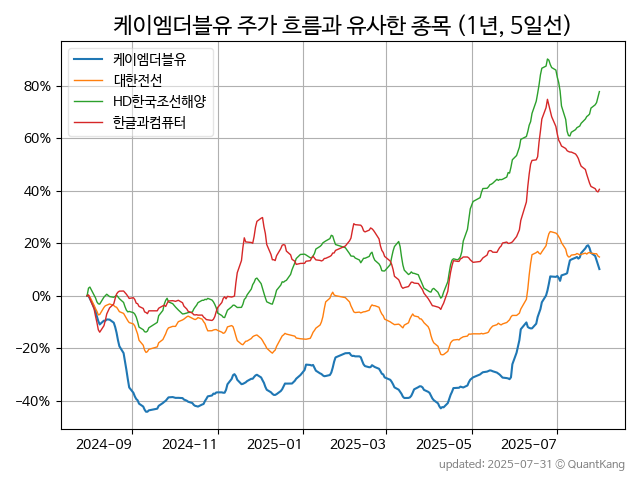 케이엠더블유 주가 흐름과 유사한 종목 (1년, 5일선)
케이엠더블유
대한전선
HD한국조선해양
한글과컴퓨터
80%
60%
40%
20%
0%
−20%
−40%
2024-09
2024-11
2025-01
2025-03
2025-05
2025-07
updated: 2025-07-31 © QuantKang